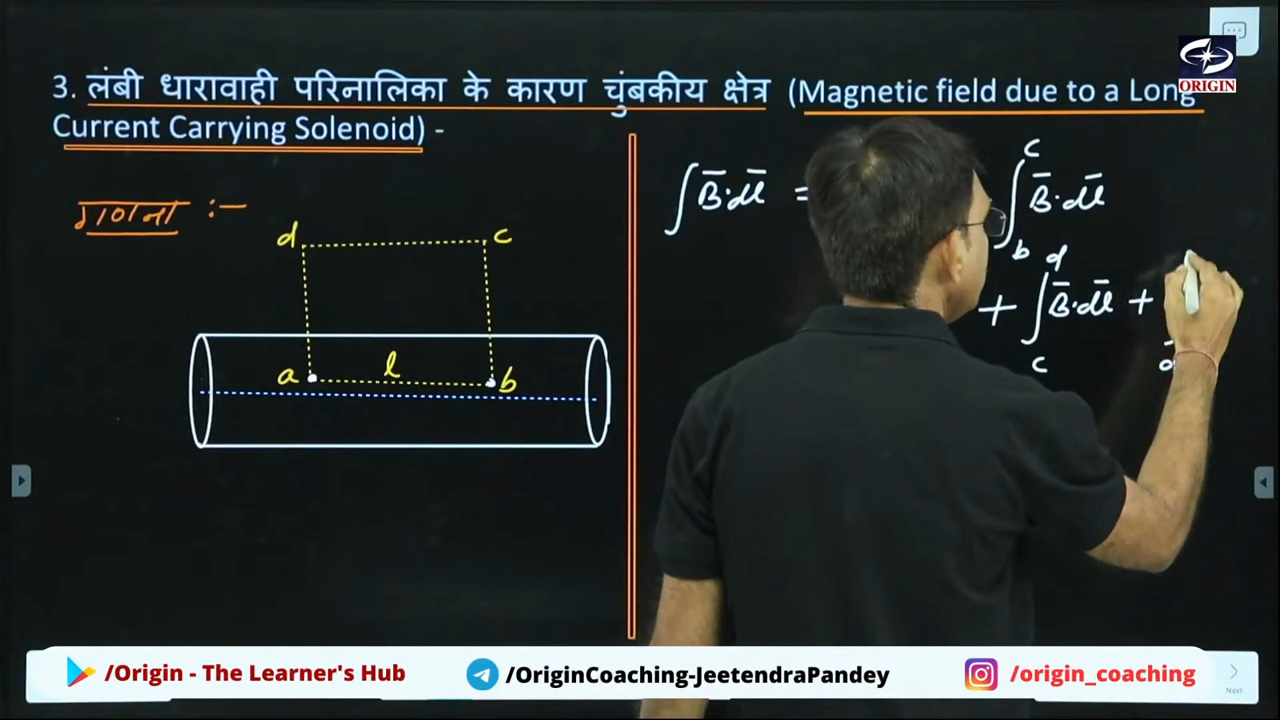 ORIGIN
3. लंबी धारावाही परिनालिका के कारण चुंबकीय क्षेत्र (Magnetic field due to a Long
Current Carrying Solenoid) -
गणना :-
d c
a l b
∫ B̅·dl̅ =
c
∫ B̅·dl̅
b
d
+ ∫ B̅·dl̅ +
c
/Origin - The Learner's Hub
/OriginCoaching-JeetendraPandey
/origin_coaching
Next